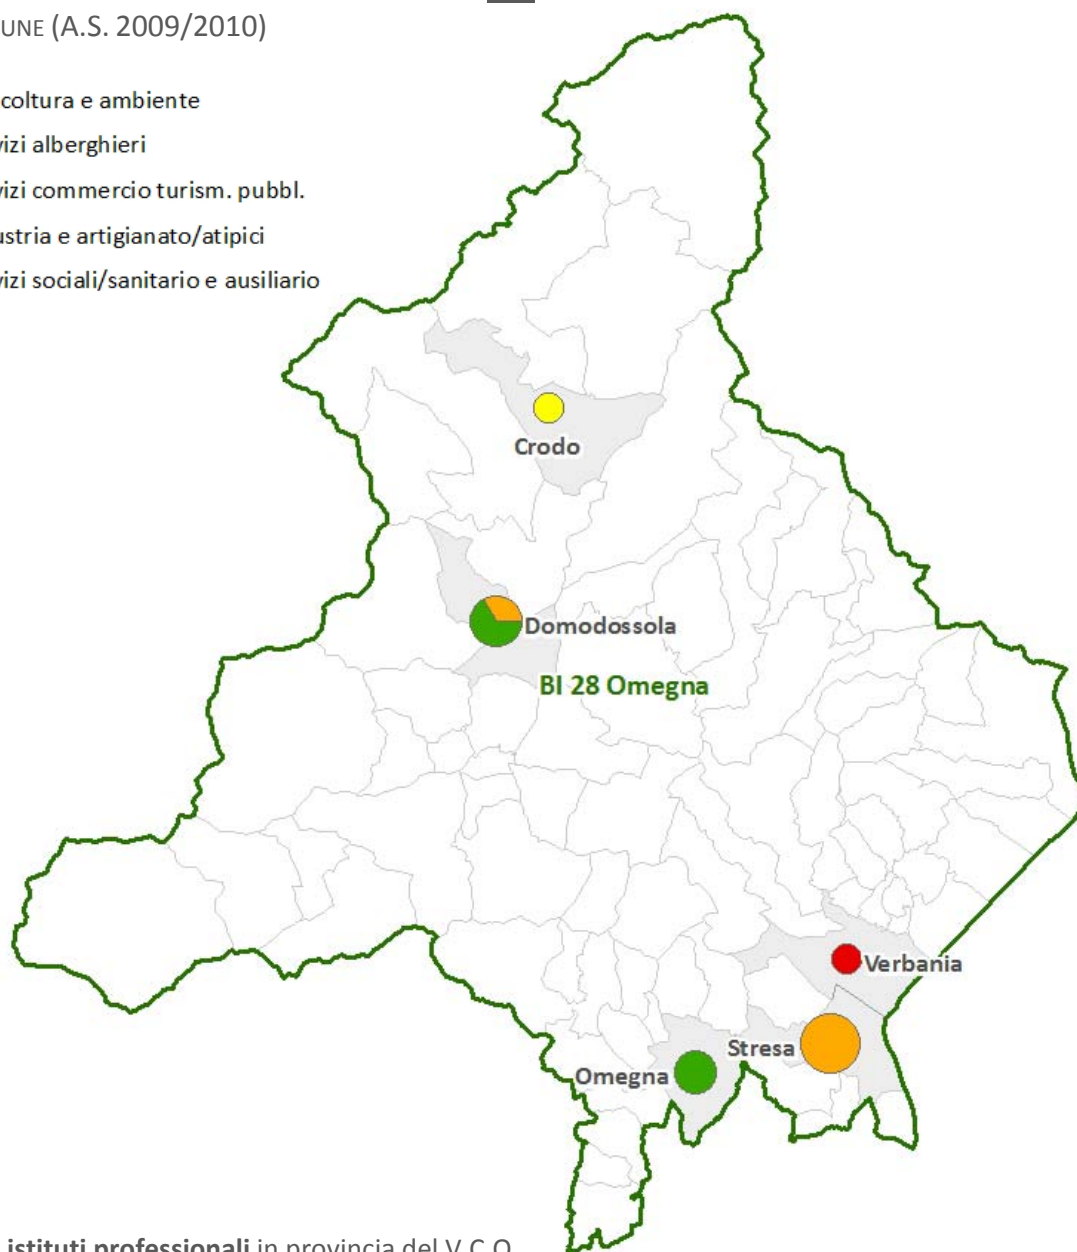 UNE (A.S. 2009/2010)
coltura e ambiente
vizi alberghieri
vizi commercio turism. pubbl.
ustria e artigianato/atipici
vizi sociali/sanitario e ausiliario
Crodo
Domodossola
BI 28 Omegna
Verbania
Stresa
Omegna
istituti professionali in provincia del V.C.O.